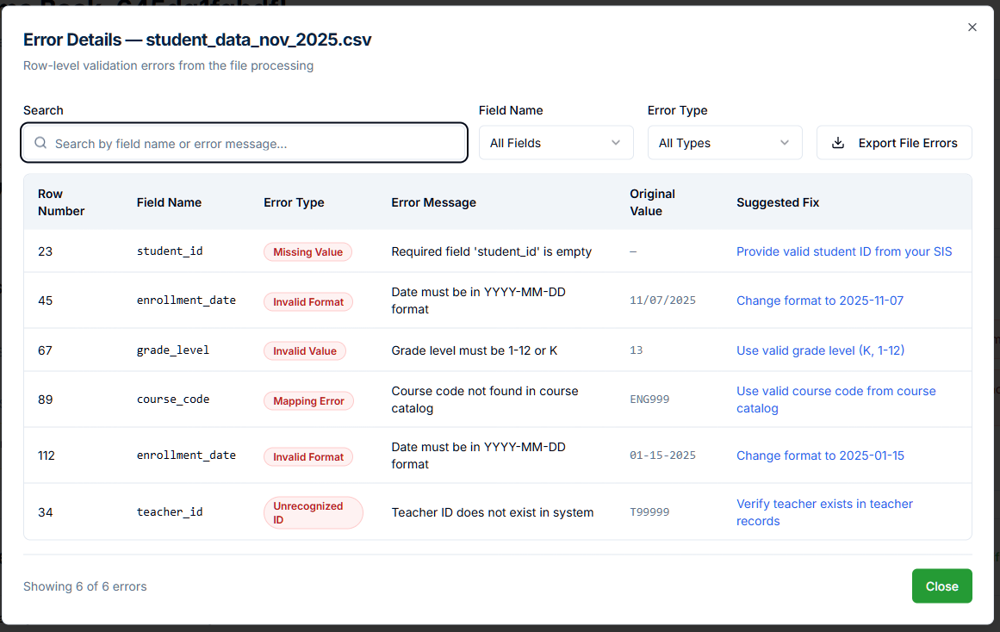 Error Details — student_data_nov_2025.csv
Row-level validation errors from the file processing
Search
Field Name
Error Type
Search by field name or error message...
All Fields
All Types
Export File Errors
Row Number
Field Name
Error Type
Error Message
Original Value
Suggested Fix
23
student_id
Missing Value
Required field 'student_id' is empty
—
Provide valid student ID from your SIS
45
enrollment_date
Invalid Format
Date must be in YYYY-MM-DD
format
11/07/2025
Change format to 2025-11-07
67
grade_level
Invalid Value
Grade level must be 1-12 or K
13
Use valid grade level (K, 1-12)
89
course_code
Mapping Error
Course code not found in course
catalog
ENG999
Use valid course code from course
catalog
112
enrollment_date
Invalid Format
Date must be in YYYY-MM-DD
format
01-15-2025
Change format to 2025-01-15
34
teacher_id
Unrecognized
ID
Teacher ID does not exist in system
T99999
Verify teacher exists in teacher
records
Showing 6 of 6 errors
Close